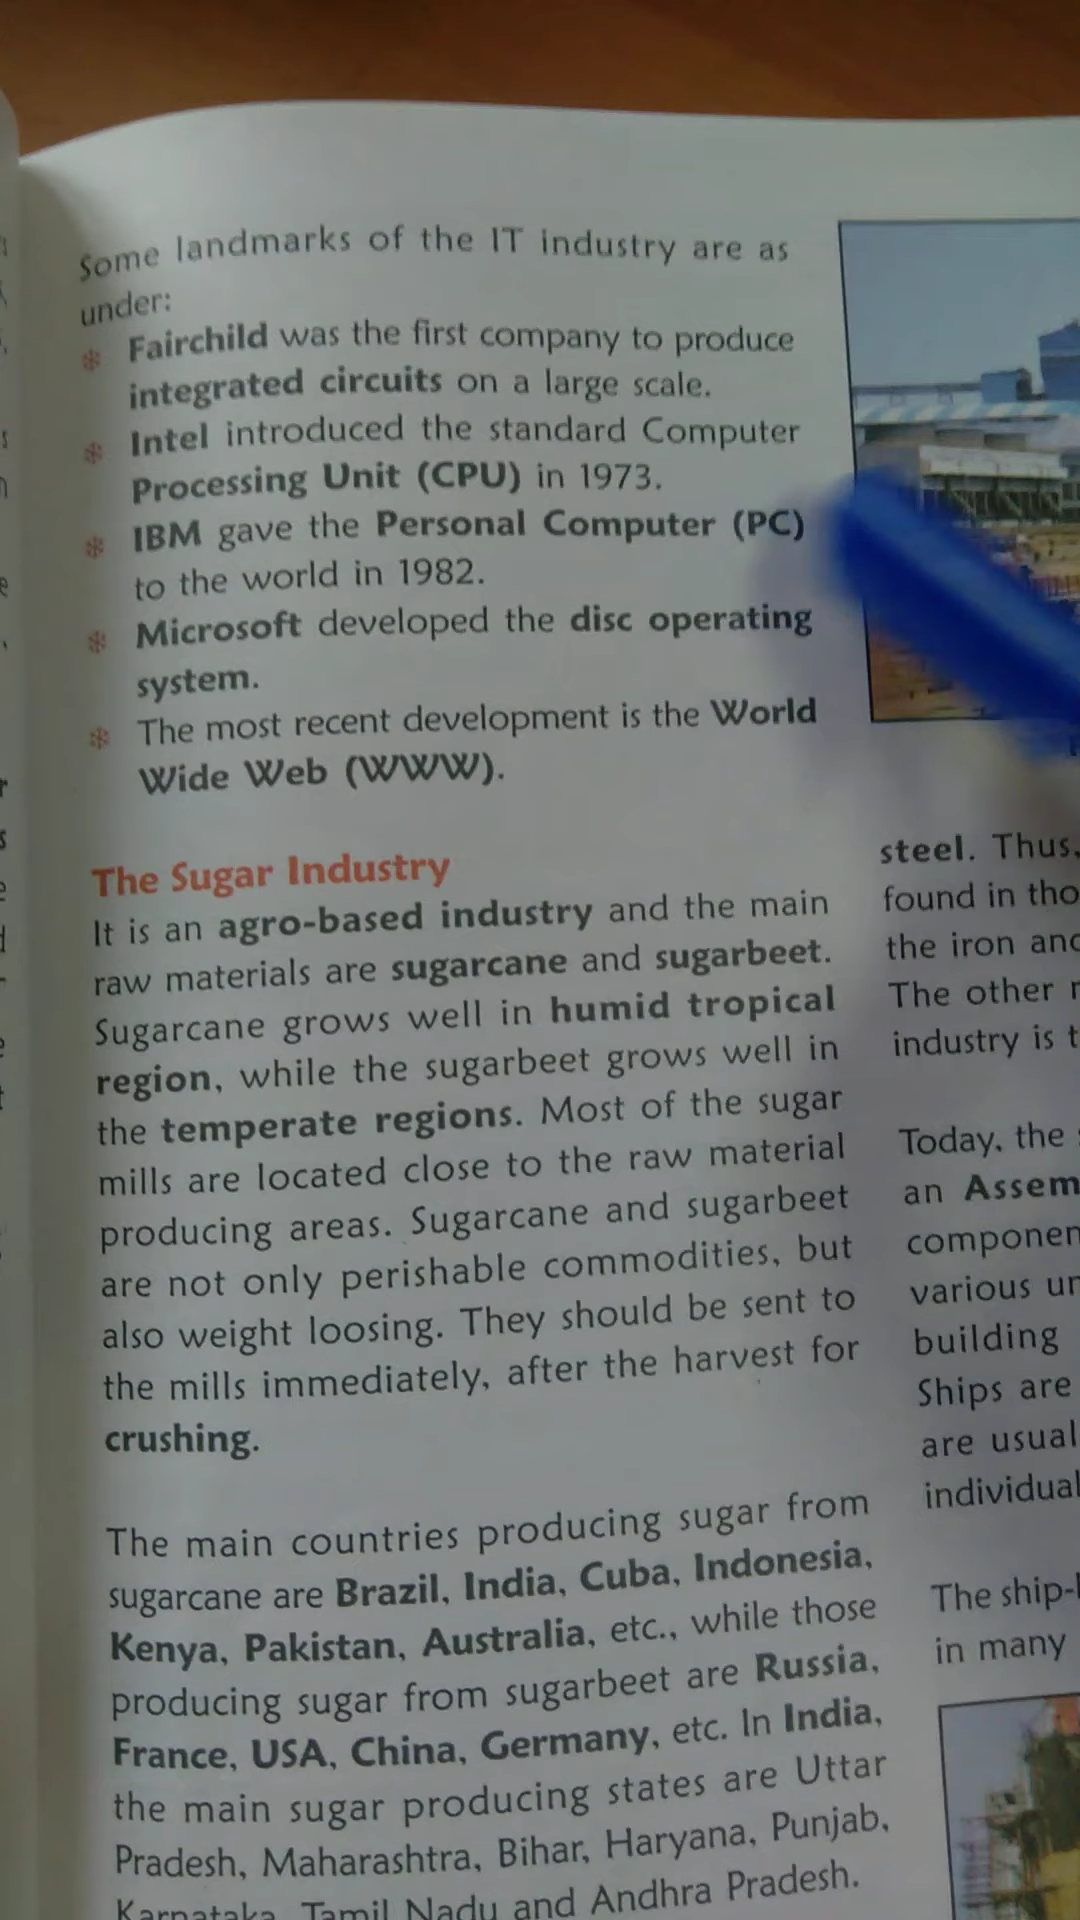 Some landmarks of the IT industry are as
under:
Fairchild was the first company to produce
integrated circuits on a large scale.
Intel introduced the standard Computer
Processing Unit (CPU) in 1973.
IBM gave the Personal Computer (PC)
to the world in 1982.
Microsoft developed the disc operating
system.
The most recent development is the World
Wide Web (WWW).
The Sugar Industry
It is an agro-based industry and the main
raw materials are sugarcane and sugarbeet.
Sugarcane grows well in humid tropical
region, while the sugarbeet grows well in
the temperate regions. Most of the sugar
mills are located close to the raw material
producing areas. Sugarcane and sugarbeet
are not only perishable commodities, but
also weight loosing. They should be sent to
the mills immediately, after the harvest for
crushing.
The main countries producing sugar from
sugarcane are Brazil, India, Cuba, Indonesia,
Kenya, Pakistan, Australia, etc., while those
producing sugar from sugarbeet are Russia,
France, USA, China, Germany, etc. In India,
the main sugar producing states are Uttar
Pradesh, Maharashtra, Bihar, Haryana, Punjab,
Karnataka, Tamil Nadu and Andhra Pradesh.
steel. Thus,
found in tho
the iron and
The other
industry is
Today, the
an Assem
componen
various
building
Ships are
are usual
individual
The ship-
in many